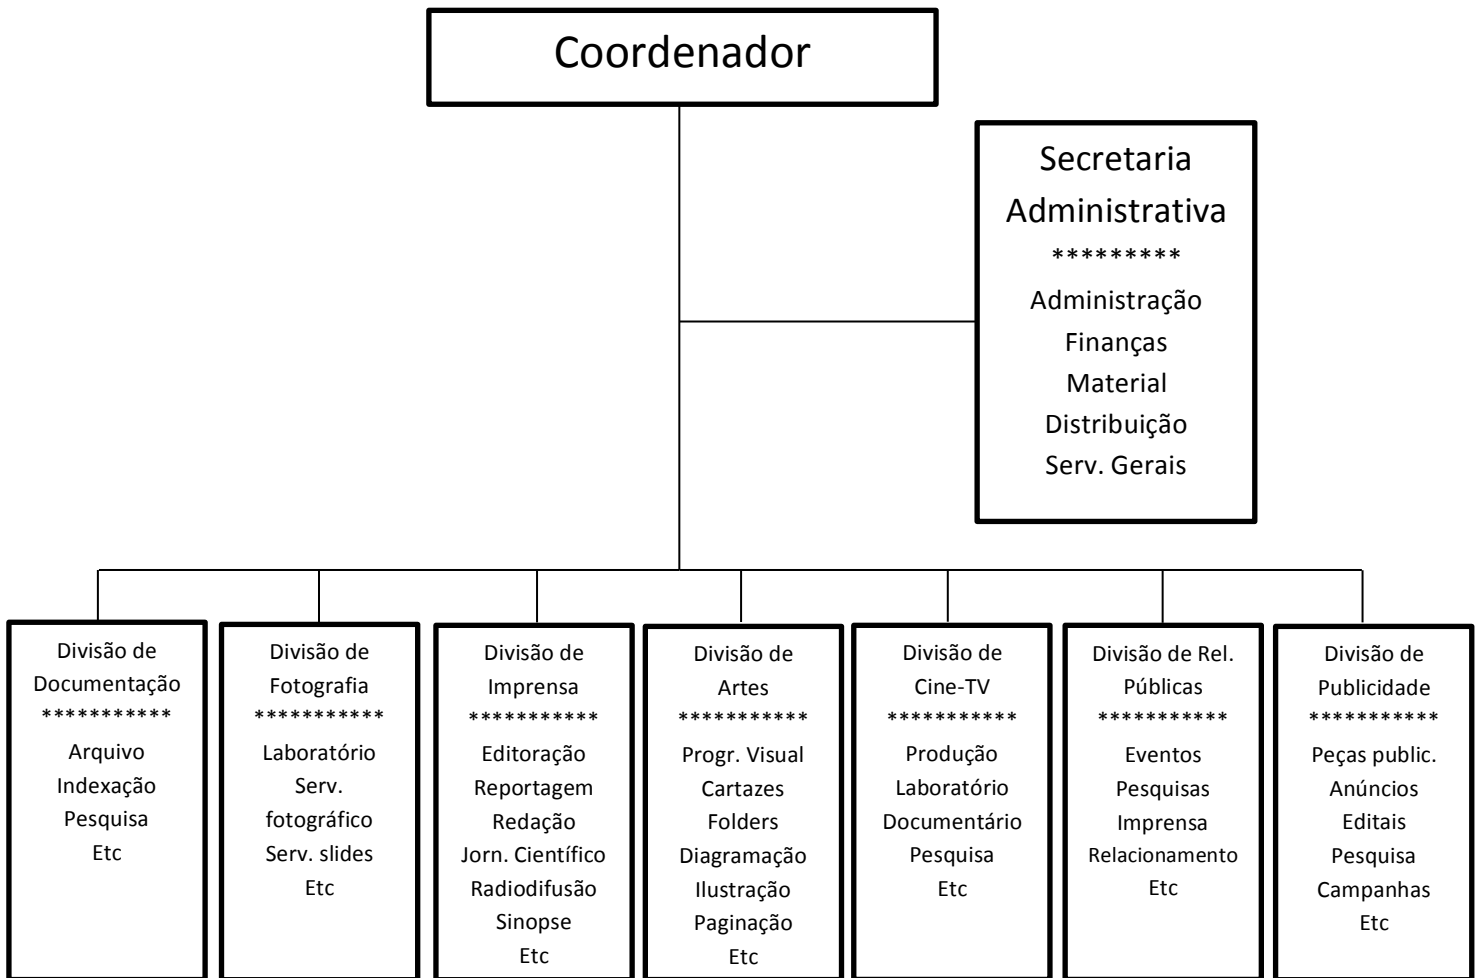 Coordenador
Secretaria
Administrativa
*********
Administração
Finanças
Material
Distribuição
Serv. Gerais
Divisão de
Documentação
***********
Arquivo
Indexação
Pesquisa
Etc
Divisão de
Fotografia
***********
Laboratório
Serv.
fotográfico
Serv. slides
Etc
Divisão de
Imprensa
***********
Editoração
Reportagem
Redação
Jorn. Científico
Radiodifusão
Sinopse
Etc
Divisão de
Artes
***********
Progr. Visual
Cartazes
Folders
Diagramação
Ilustração
Paginação
Etc
Divisão de
Cine-TV
***********
Produção
Laboratório
Documentário
Pesquisa
Etc
Divisão de Rel.
Públicas
***********
Eventos
Pesquisas
Imprensa
Relacionamento
Etc
Divisão de
Publicidade
***********
Peças public.
Anúncios
Editais
Pesquisa
Campanhas
Etc